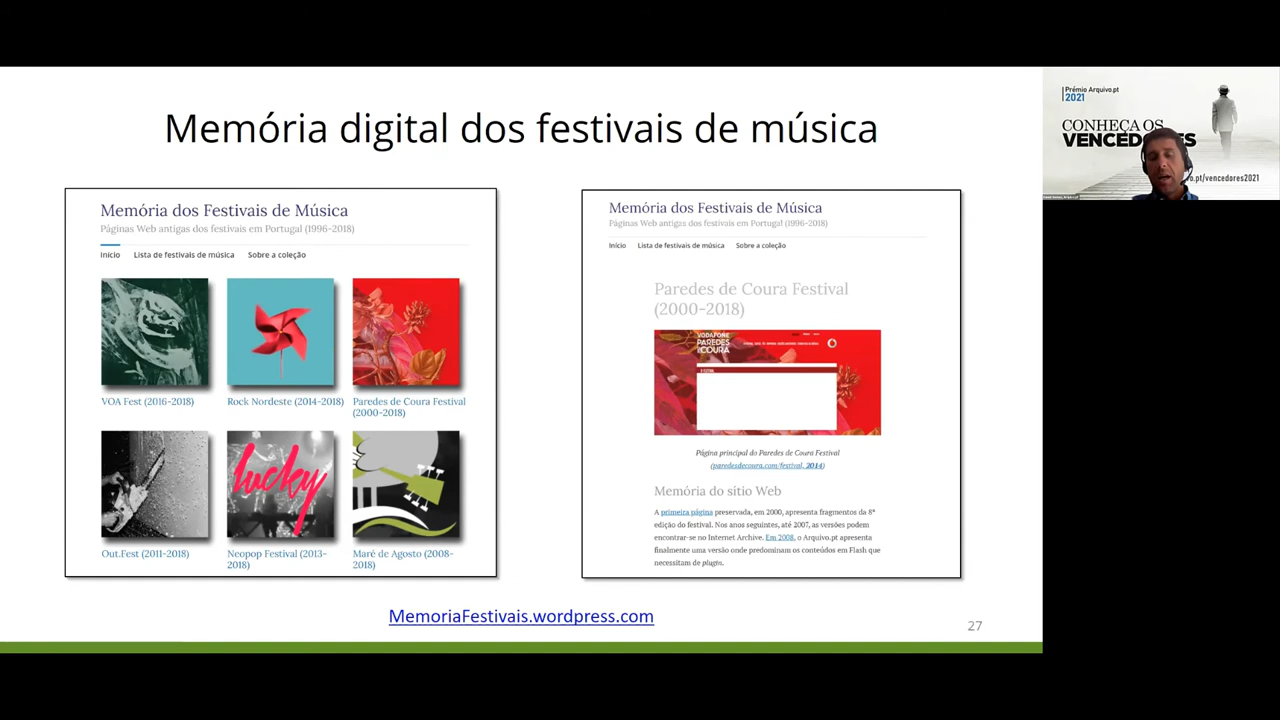 Memória digital dos festivais de música
Memória dos Festivais de Música
Páginas Web antigas dos festivais em Portugal (1996-2018)
Início Lista de festivais de música Sobre a coleção
VOA Fest (2016-2018)
Rock Nordeste (2014-2018)
Paredes de Coura Festival
(2000-2018)
lucky
Out.Fest (2011-2018)
Neopop Festival (2013-
2018)
Maré de Agosto (2008-
2018)
Memória dos Festivais de Música
Páginas Web antigas dos festivais em Portugal (1996-2018)
Início Lista de festivais de música Sobre a coleção
Paredes de Coura Festival
(2000-2018)
VODAFONE
PAREDES
DE COURA
Página principal do Paredes de Coura Festival
(paredesdecoura.com/festival, 2014)
Memória do sítio Web
A primeira página preservada, em 2000, apresenta fragmentos da 8ª
edição do festival. Nos anos seguintes, até 2007, as versões podem
encontrar-se no Internet Archive. Em 2008, o Arquivo.pt apresenta
finalmente uma versão onde predominam os conteúdos em Flash que
necessitam de plugin.
MemoriaFestivais.wordpress.com
27
Prémio Arquivo.pt
2021
CONHEÇA OS
VENCEDORES
o.pt/vencedores2021